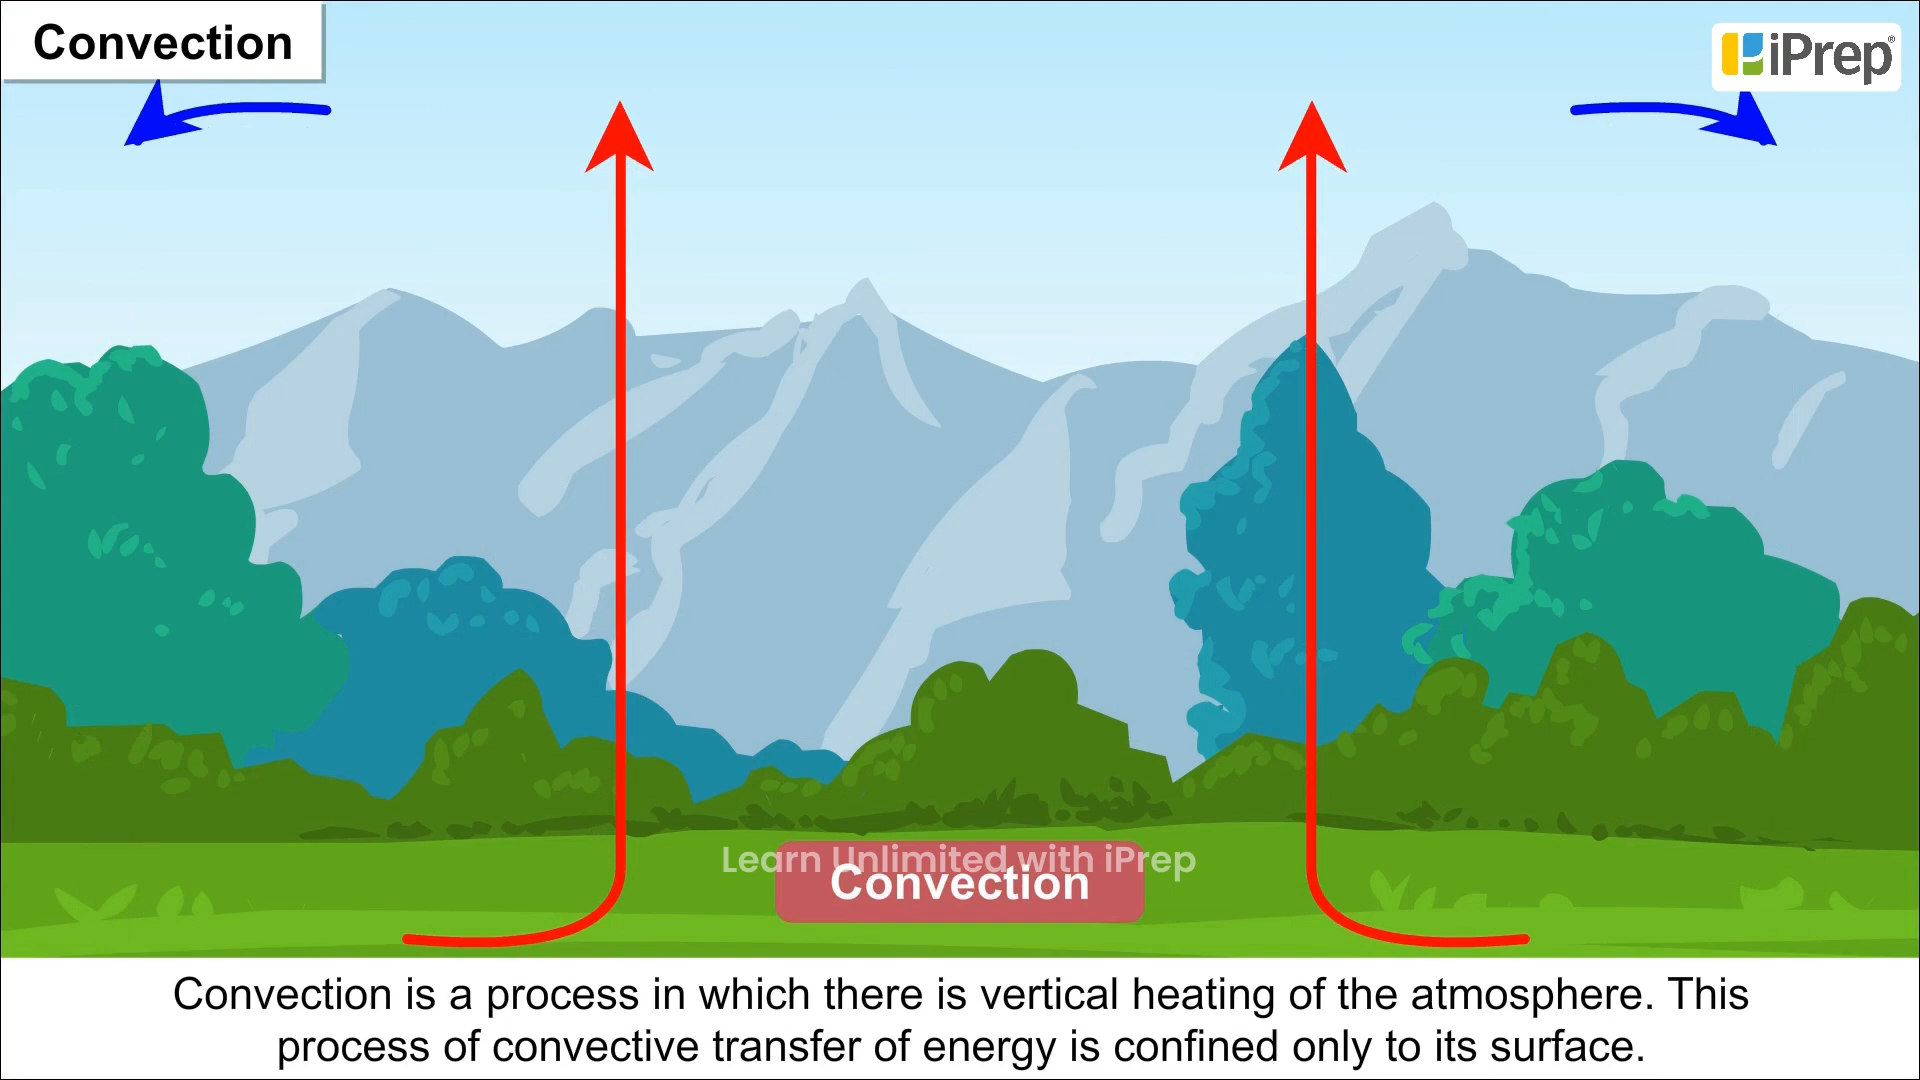 Convection
iPrep®
Learn Unlimited with iPrep
Convection
Convection is a process in which there is vertical heating of the atmosphere. This
process of convective transfer of energy is confined only to its surface.